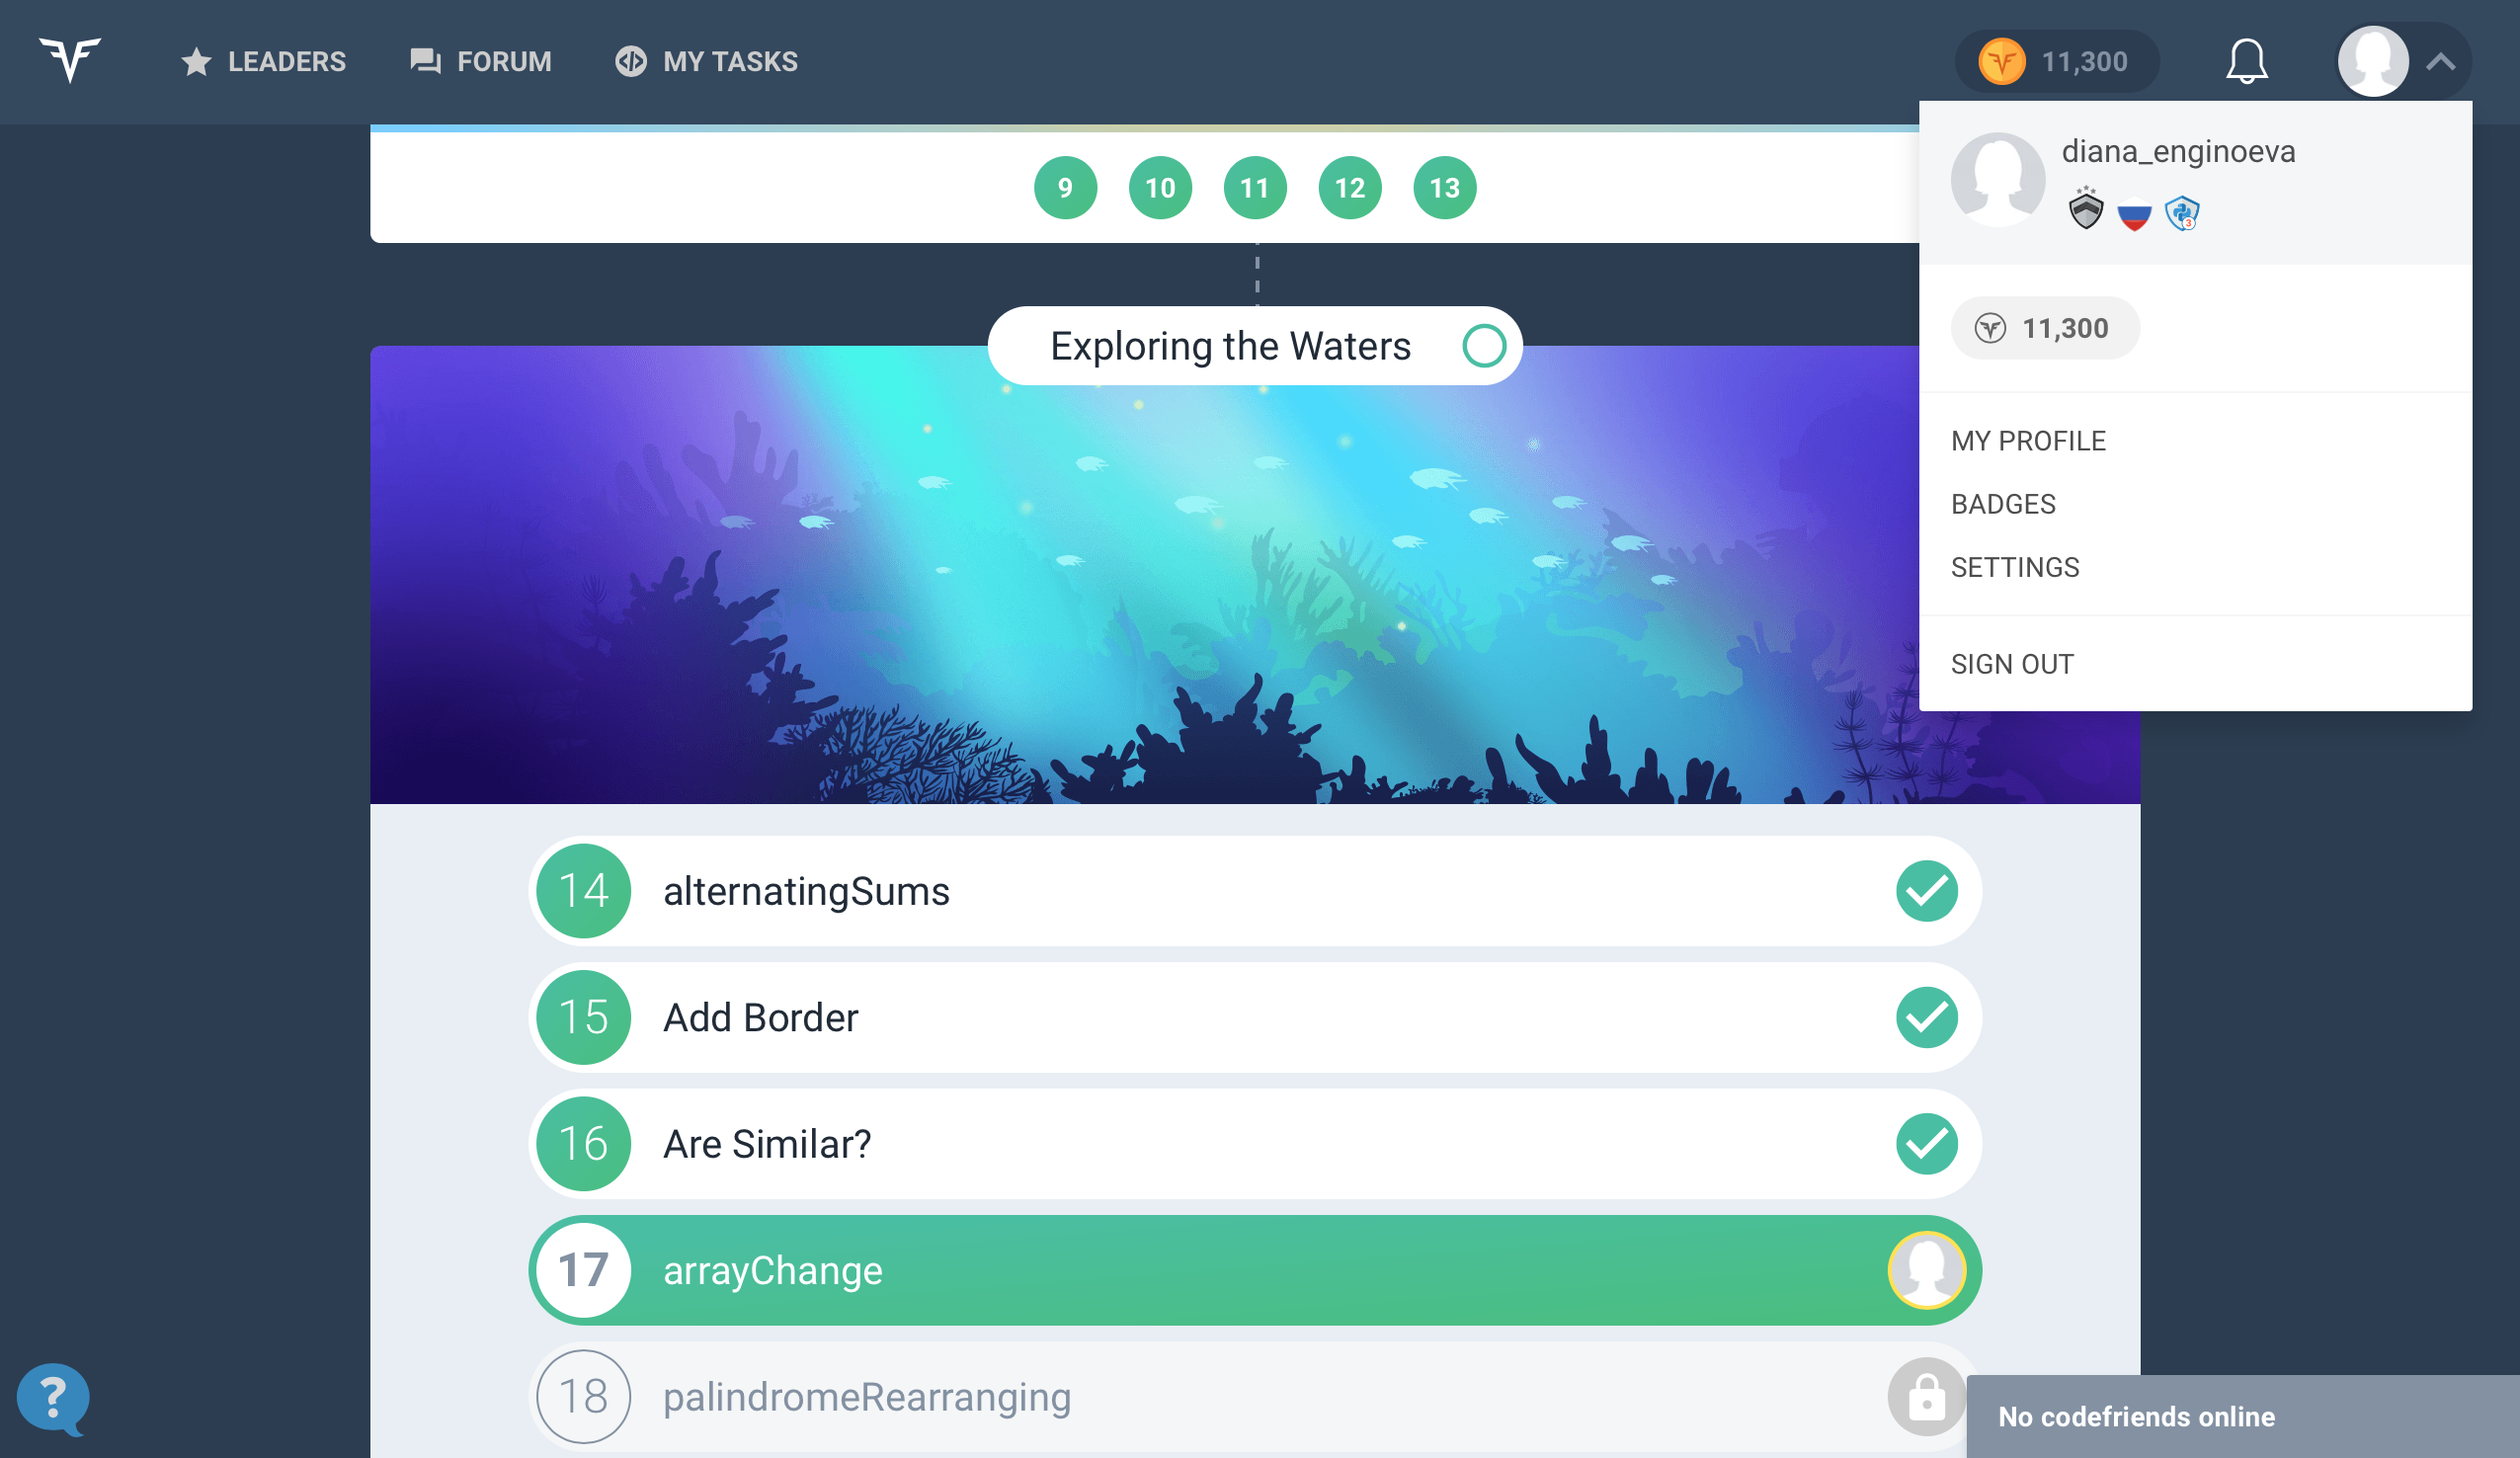 LEADERS FORUM MY TASKS 11,300
diana_enginoeva
3
11,300
MY PROFILE
BADGES
SETTINGS
SIGN OUT
9 10 11 12 13
Exploring the Waters
14 alternatingSums
15 Add Border
16 Are Similar?
17 arrayChange
18 palindromeRearranging
?
No codefriends online